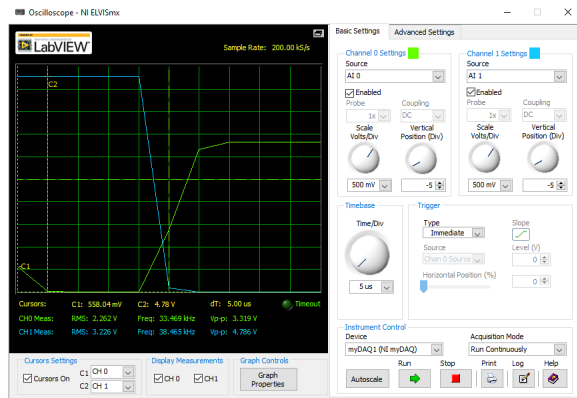 Oscilloscope - NI ELVISmx
LabVIEW
Sample Rate: 200.00 kS/s
C2
C1
Cursors: C1: 558.04 mV C2: 4.78 V dT: 5.00 us Timeout
CH0 Meas: RMS: 2.262 V Freq: 33.469 kHz Vp-p: 3.319 V
CH1 Meas: RMS: 3.226 V Freq: 38.465 kHz Vp-p: 4.786 V
Cursors Settings
Cursors On
C1 CH 0
C2 CH 1
Display Measurements
CH 0 CH1
Graph Controls
Graph
Properties
Basic Settings Advanced Settings
Channel 0 Settings
Source
AI 0
Enabled
Probe Coupling
1x DC
Scale Vertical
Volts/Div Position (Div)
500 mV -5
Channel 1 Settings
Source
AI 1
Enabled
Probe Coupling
1x DC
Scale Vertical
Volts/Div Position (Div)
500 mV -5
Timebase
Time/Div
5 us
Trigger
Type Slope
Immediate
Source Level (V)
Chan 0 Source 0
Horizontal Position (%)
0
Instrument Control
Device Acquisition Mode
myDAQ1 (NI myDAQ) Run Continuously
Run Stop Print Log Help
Autoscale